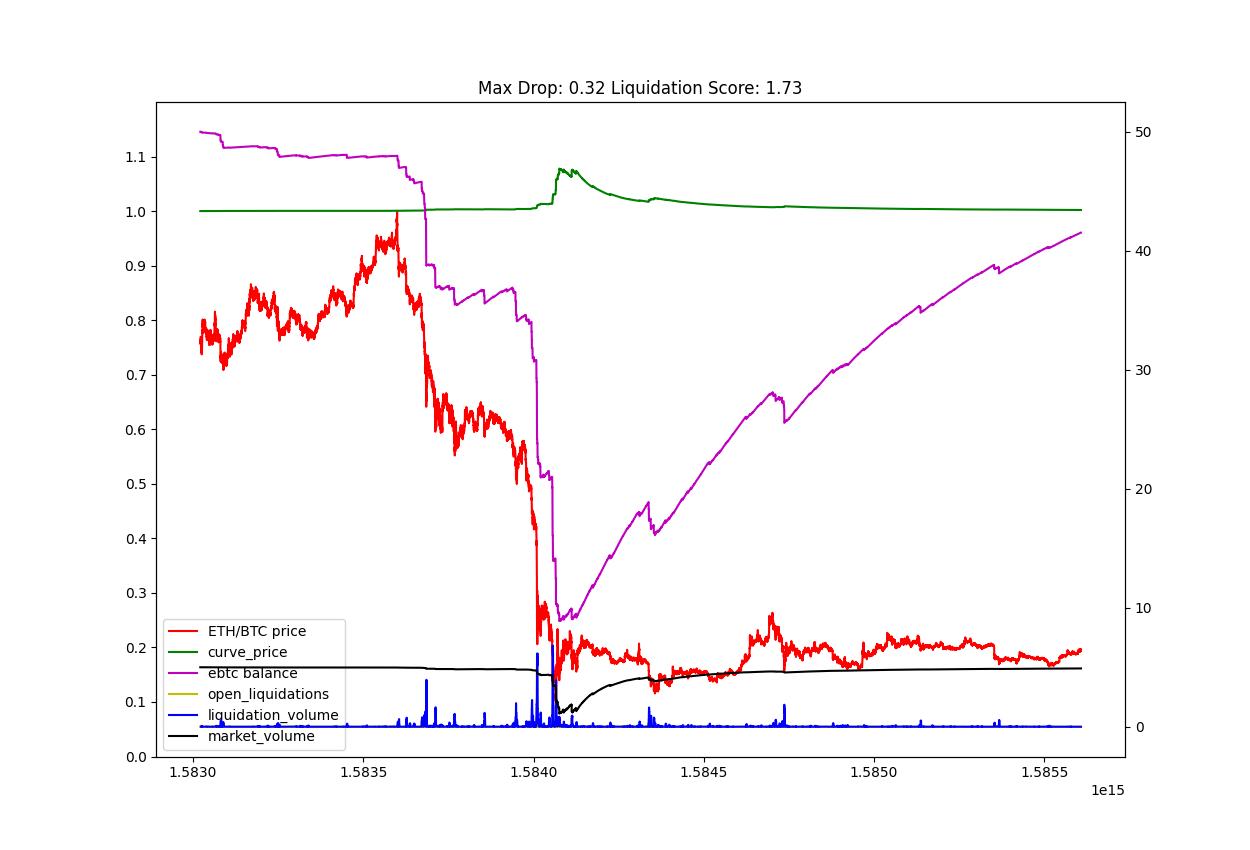 Max Drop: 0.32 Liquidation Score: 1.73
1.1
1.0
0.9
0.8
0.7
0.6
0.5
0.4
0.3
0.2
0.1
0.0
50
40
30
20
10
0
ETH/BTC price
curve_price
ebtc balance
open_liquidations
liquidation_volume
market_volume
1.5830 1.5835 1.5840 1.5845 1.5850 1.5855
1e15